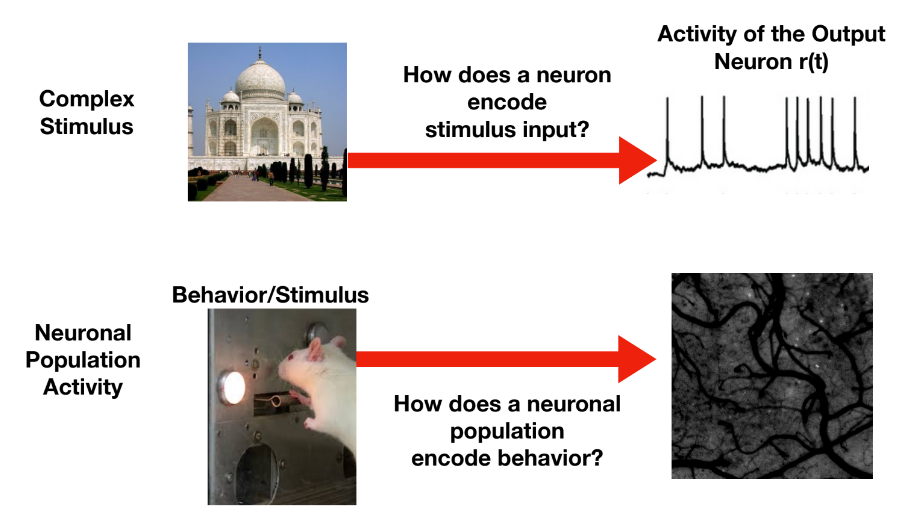 Complex
Stimulus
How does a neuron
encode
stimulus input?
Activity of the Output
Neuron r(t)
Neuronal
Population
Activity
Behavior/Stimulus
How does a neuronal
population
encode behavior?